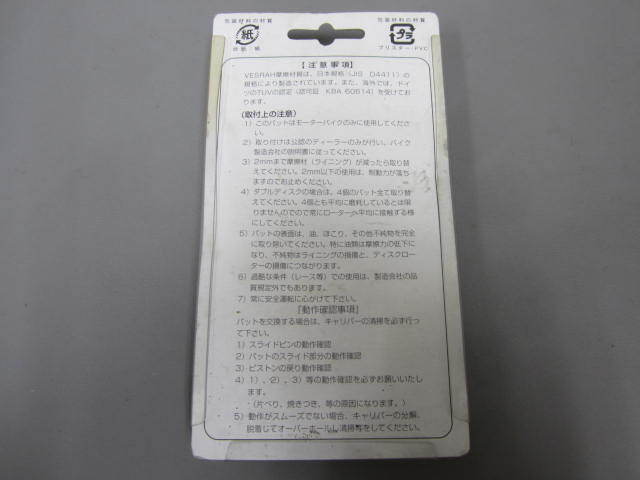 包装材料の材質
紙
台紙：紙
包装材料の材質
プラ
ブリスター：PVC
【注意事項】
VESRAH摩擦材質は、日本規格（JIS D4411）の
規格により製造されています。また、海外では、ドイ
ツのTUVの認定（認可証 KBA 60614）を受けてお
ります。
（取付上の注意）
1）このパットはモーターバイクのみに使用してくださ
い。
2）取り付けは公認のディーラーのみが行い、バイク
製造会社の説明書に従ってください。
3）2mmまで摩擦材（ライニング）が減ったら取り替
えてください。2mm以下の使用は、制動力が落ち
ますのでお止めください。
4）ダブルディスクの場合は、4個のパット全て取り替
えてください。4個とも平均に磨耗しているとは限
りませんのでので常にローターへ平均に接触する様
にしてください。
5）パットの表面は、油、ほこり、その他不純物を完全
に取り除いてください。特に油類は摩擦力の低下に
なり、不純物はライニングの損傷と、ディスクロー
ターの損傷につながります。
6）過酷な条件（レース等）での使用は、製造会社の品
質規定外でもあります。
7）常に安全運転に心がけて下さい。
『動作確認事項』
パットを交換する場合は、キャリパーの清掃を必ず行っ
て下さい。
1）スライドピンの動作確認
2）パットのスライド部分の動作確認
3）ピストンの戻り動作確認
4）1）、2）、3）等の動作確認を必ずお願いいたし
ます。
（片べり、焼きつき、等の原因になります。）
5）動作がスムーズでない場合、キャリパーの分解、
脱着してオーバーホールし清掃等をしてください。